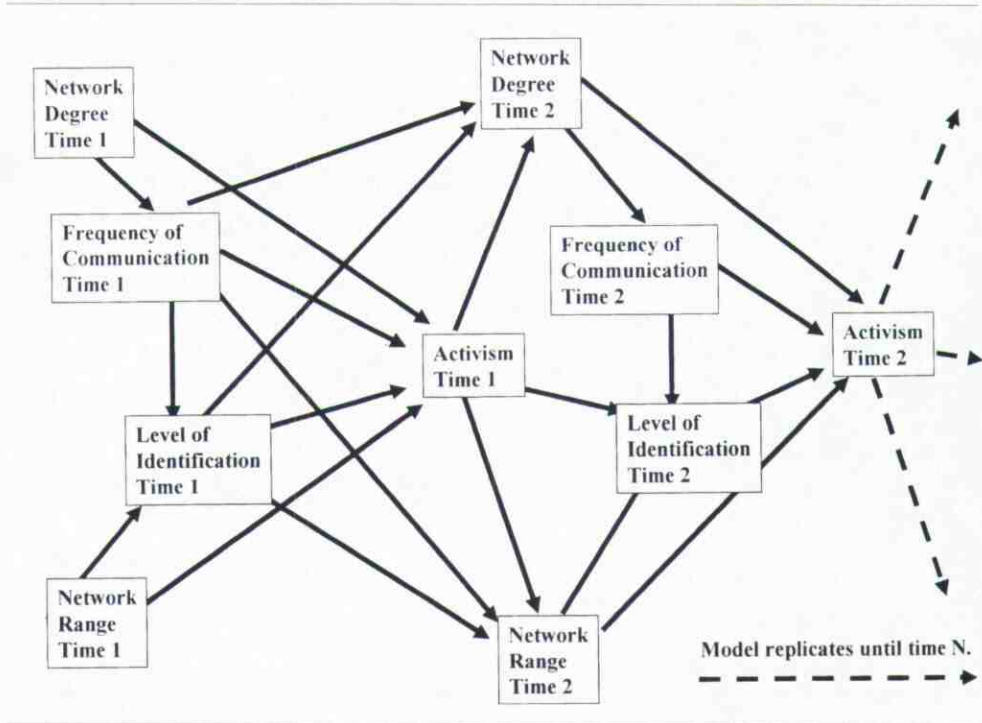 Network
Degree
Time 1
Network
Degree
Time 2
Frequency of
Communication
Time 1
Frequency of
Communication
Time 2
Activism
Time 1
Activism
Time 2
Level of
Identification
Time 1
Level of
Identification
Time 2
Network
Range
Time 1
Network
Range
Time 2
Model replicates until time N.